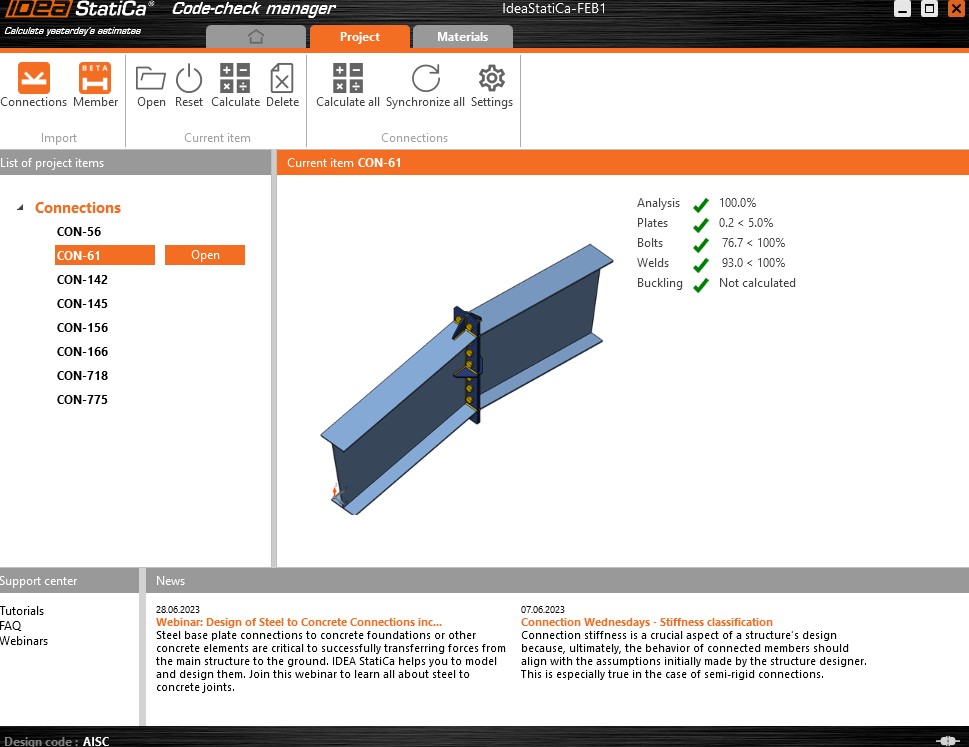 IDEA StatiCa® Code-check manager
IdeaStatiCa-FEB1
Calculate yesterday's estimates
Project
Materials
BETA
Connections Member Open Reset Calculate Delete Calculate all Synchronize all Settings
Import Current item Connections
List of project items
Current item CON-61
Connections
CON-56
CON-61 Open
CON-142
CON-145
CON-156
CON-166
CON-718
CON-775
Analysis 100.0%
Plates 0.2 < 5.0%
Bolts 76.7 < 100%
Welds 93.0 < 100%
Buckling Not calculated
Support center
Tutorials
FAQ
Webinars
News
28.06.2023
Webinar: Design of Steel to Concrete Connections inc...
Steel base plate connections to concrete foundations or other
concrete elements are critical to successfully transferring forces from
the main structure to the ground. IDEA StatiCa helps you to model
and design them. Join this webinar to learn all about steel to
concrete joints.
07.06.2023
Connection Wednesdays - Stiffness classification
Connection stiffness is a crucial aspect of a structure's design
because, ultimately, the behavior of connected members should
align with the assumptions initially made by the structure designer.
This is especially true in the case of semi-rigid connections.
Design code : AISC